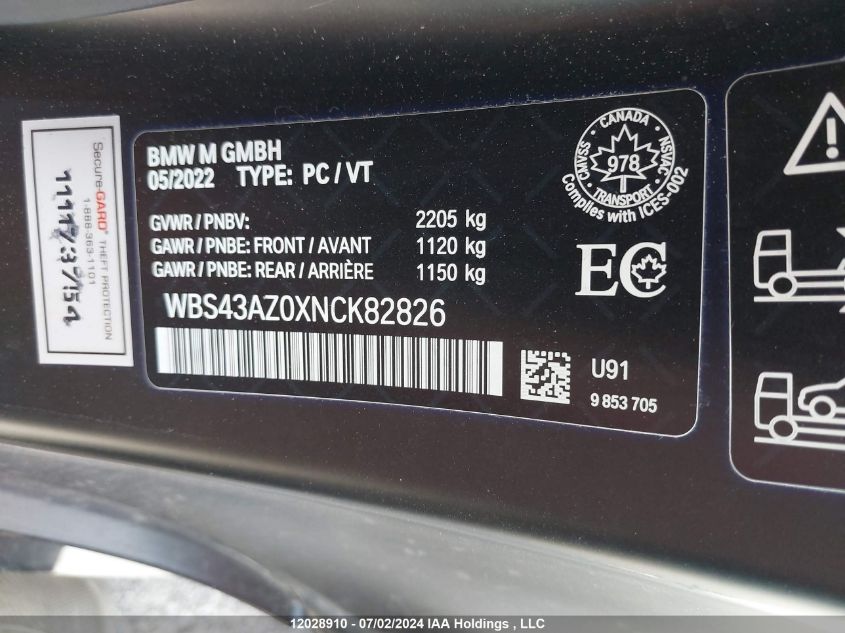 Secure-GARD THEFT PROTECTION
1-888-363-1101
BMW M GMBH
05/2022 TYPE: PC / VT
GVWR / PNBV: 2205 kg
GAWR / PNBE: FRONT / AVANT 1120 kg
GAWR / PNBE: REAR / ARRIÈRE 1150 kg
WBS43AZ0XNCK82826
CANADA
CMVSS NSVAC
978
TRANSPORT
Complies with ICES-002
EC
U91
9 853 705
12028910 - 07/02/2024 IAA Holdings , LLC